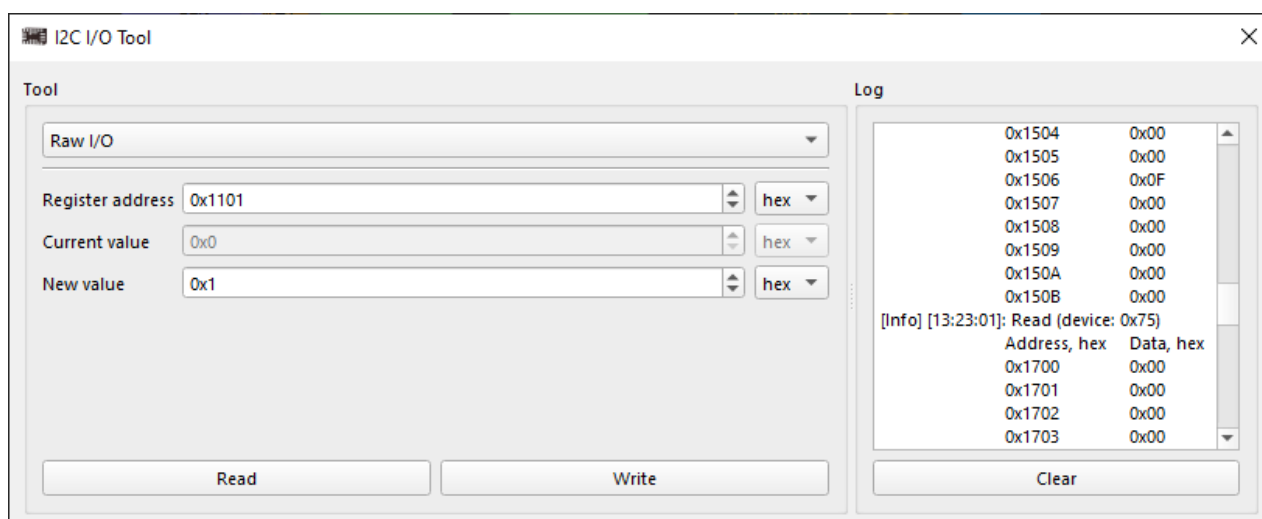 I2C I/O Tool
Tool
Raw I/O
Register address 0x1101 hex
Current value 0x0 hex
New value 0x1 hex
Read Write
Log
0x1504 0x00
0x1505 0x00
0x1506 0x0F
0x1507 0x00
0x1508 0x00
0x1509 0x00
0x150A 0x00
0x150B 0x00
[Info] [13:23:01]: Read (device: 0x75)
Address, hex Data, hex
0x1700 0x00
0x1701 0x00
0x1702 0x00
0x1703 0x00
Clear